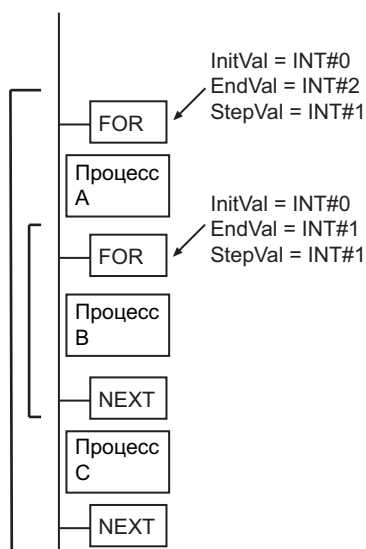 InitVal = INT#0
EndVal = INT#2
StepVal = INT#1
FOR
Процесс
A
InitVal = INT#0
EndVal = INT#1
StepVal = INT#1
FOR
Процесс
B
NEXT
Процесс
C
NEXT